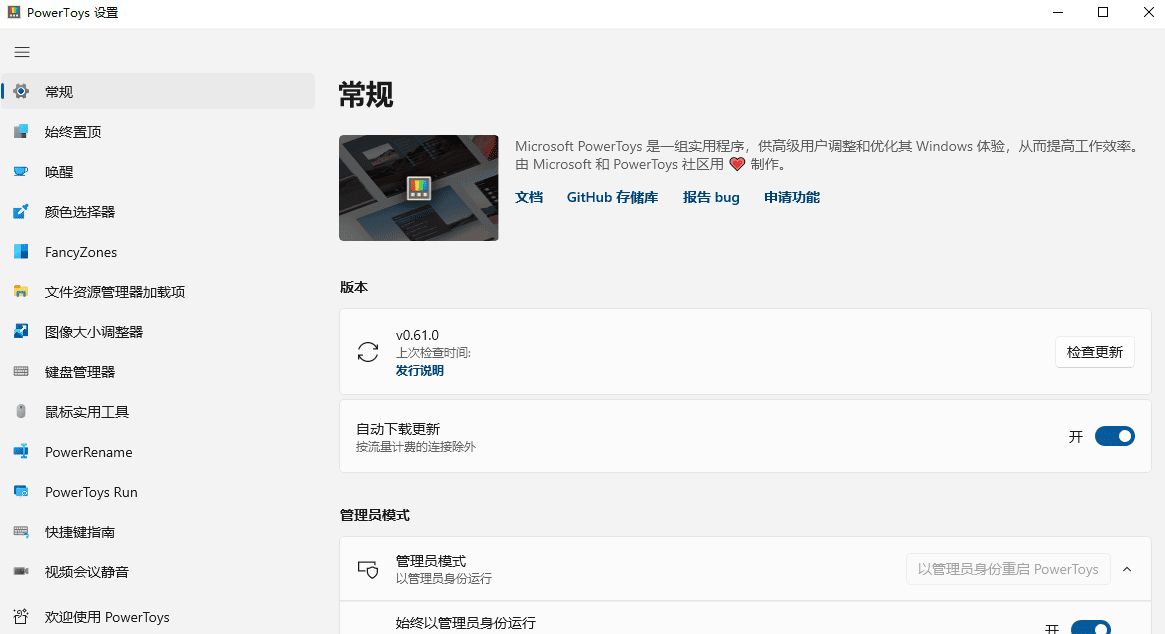 PowerToys 设置
常规
始终置顶
唤醒
颜色选择器
FancyZones
文件资源管理器加载项
图像大小调整器
键盘管理器
鼠标实用工具
PowerRename
PowerToys Run
快捷键指南
视频会议静音
欢迎使用 PowerToys
常规
Microsoft PowerToys 是一组实用程序，供高级用户调整和优化其 Windows 体验，从而提高工作效率。
由 Microsoft 和 PowerToys 社区用 ❤️ 制作。
文档 GitHub 存储库 报告 bug 申请功能
版本
v0.61.0
上次检查时间:
发行说明
检查更新
自动下载更新
按流量计费的连接除外
开
管理员模式
管理员模式
以管理员身份运行
以管理员身份重启 PowerToys
始终以管理员身份运行
开